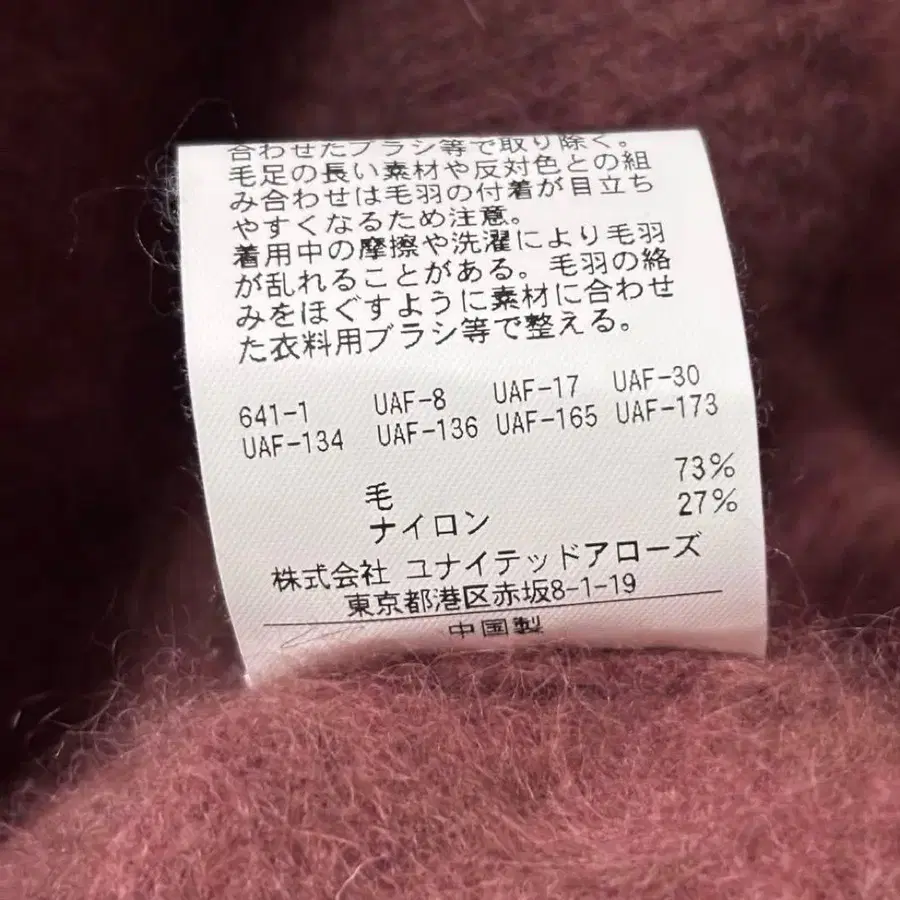 合わせたブラシ等で取り除く。
毛足の長い素材や反対色との組
み合わせは毛羽の付着が目立ち
やすくなるため注意。
着用中の摩擦や洗濯により毛羽
が乱れることがある。毛羽の絡
みをほぐすように素材に合わせ
た衣料用ブラシ等で整える。
641-1 UAF-8 UAF-17 UAF-30
UAF-134 UAF-136 UAF-165 UAF-173
毛 73%
ナイロン 27%
株式会社 ユナイテッドアローズ
東京都港区赤坂8-1-19
中国製